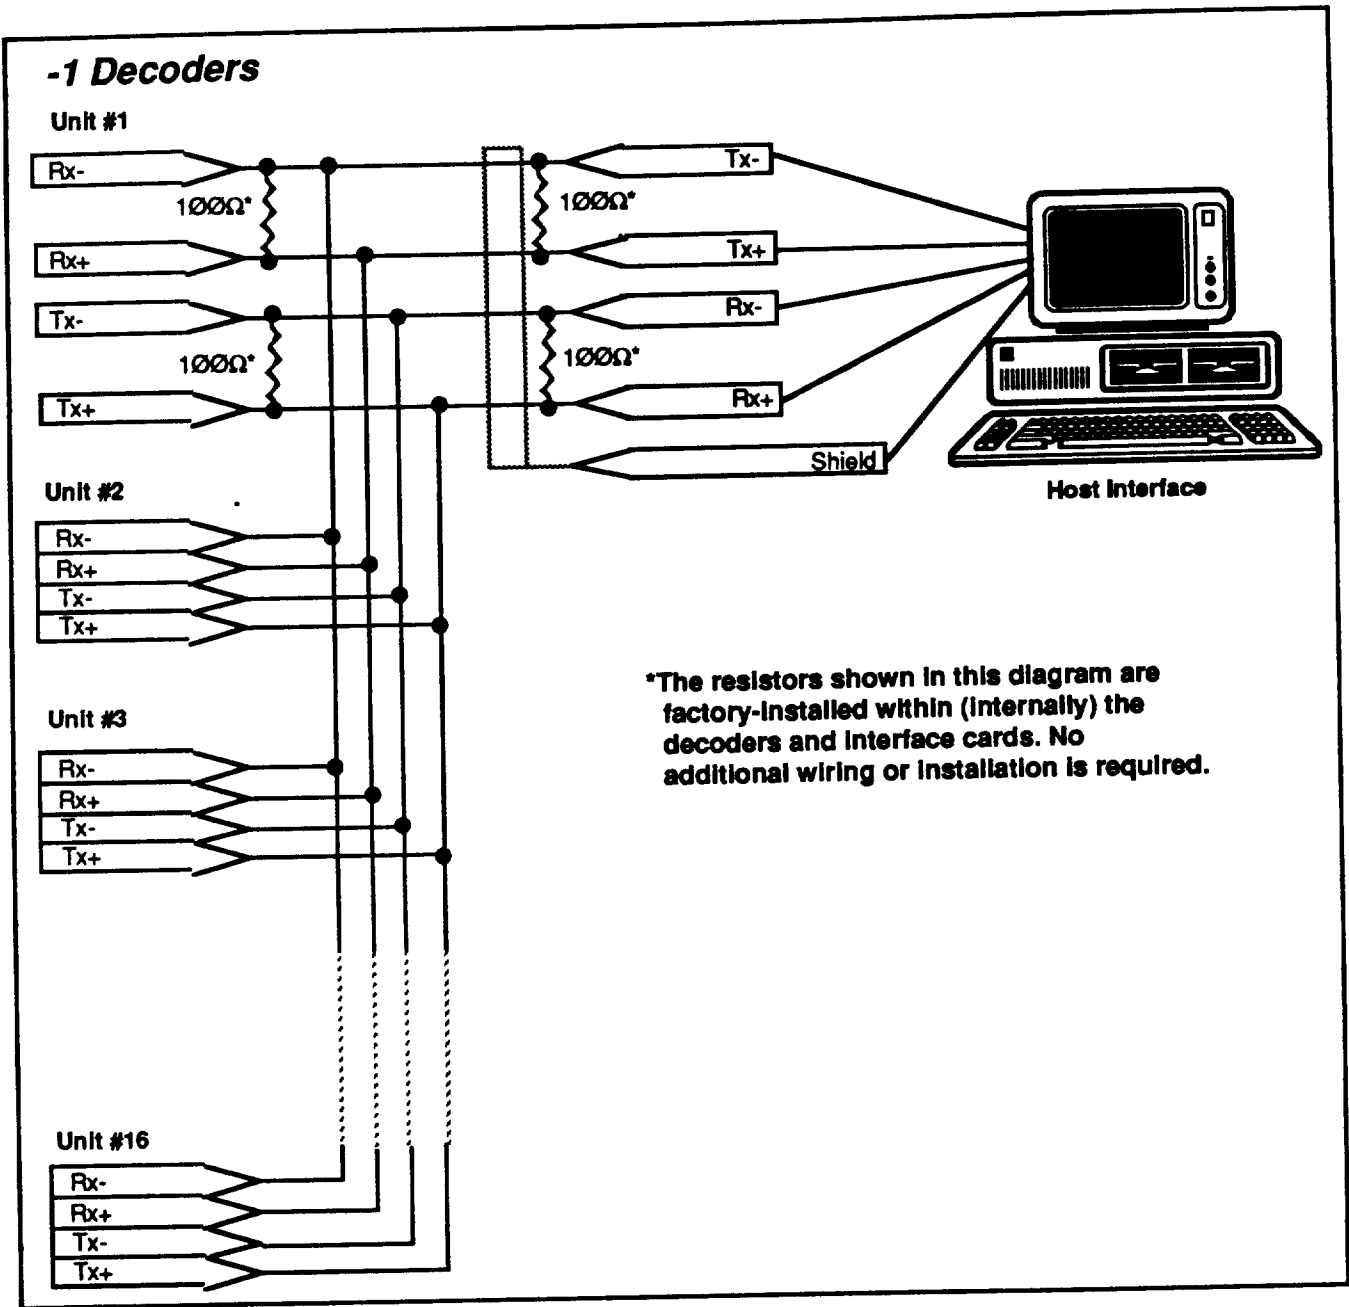 -1 Decoders
Unit #1
Rx-
Tx-
1ØØΩ*
1ØØΩ*
Rx+
Tx+
Tx-
Rx-
1ØØΩ*
1ØØΩ*
Tx+
Rx+
Shield
Unit #2
Host Interface
Rx-
Rx+
Tx-
Tx+
*The resistors shown in this diagram are
factory-installed within (internally) the
decoders and interface cards. No
additional wiring or installation is required.
Unit #3
Rx-
Rx+
Tx-
Tx+
Unit #16
Rx-
Rx+
Tx-
Tx+